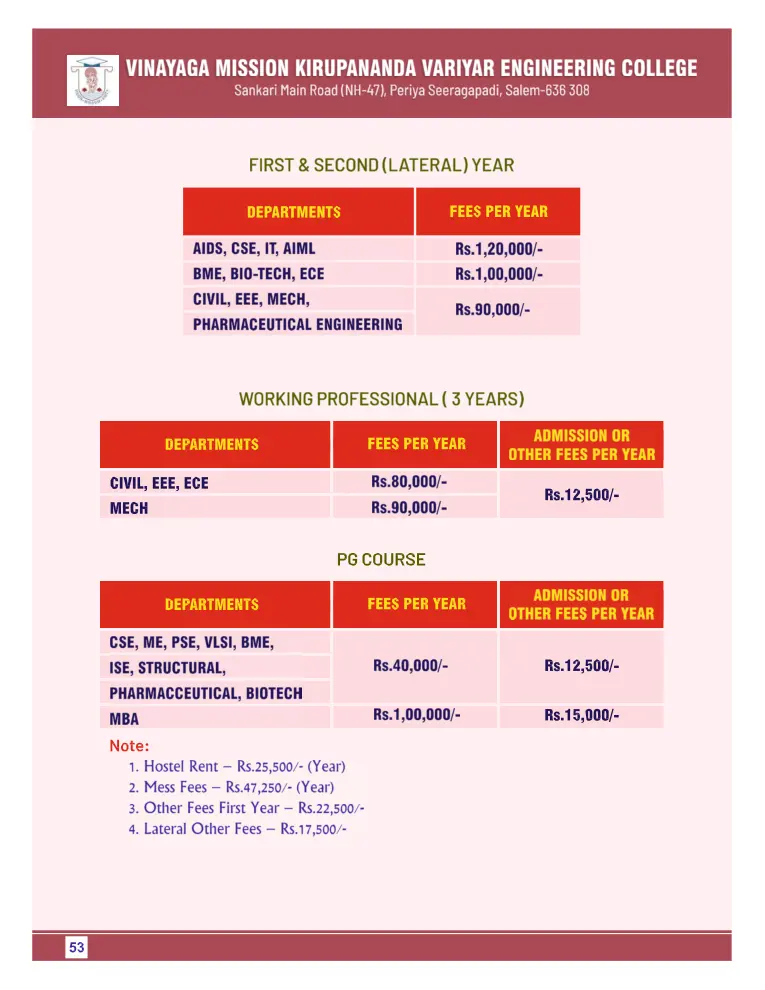 VINAYAGA MISSION KIRUPANANDA VARIYAR ENGINEERING COLLEGE
Sankari Main Road (NH-47), Periya Seeragapadi, Salem-636 308
FIRST & SECOND (LATERAL) YEAR
DEPARTMENTS FEES PER YEAR
AIDS, CSE, IT, AIML Rs.1,20,000/-
BME, BIO-TECH, ECE Rs.1,00,000/-
CIVIL, EEE, MECH,
Rs.90,000/-
PHARMACEUTICAL ENGINEERING
WORKING PROFESSIONAL ( 3 YEARS)
DEPARTMENTS FEES PER YEAR ADMISSION OR
OTHER FEES PER YEAR
CIVIL, EEE, ECE Rs.80,000/-
Rs.12,500/-
MECH Rs.90,000/-
PG COURSE
DEPARTMENTS FEES PER YEAR ADMISSION OR
OTHER FEES PER YEAR
CSE, ME, PSE, VLSI, BME,
ISE, STRUCTURAL, Rs.40,000/- Rs.12,500/-
PHARMACCEUTICAL, BIOTECH
MBA Rs.1,00,000/- Rs.15,000/-
Note:
1. Hostel Rent – Rs.25,500/- (Year)
2. Mess Fees – Rs.47,250/- (Year)
3. Other Fees First Year – Rs.22,500/-
4. Lateral Other Fees – Rs.17,500/-
53